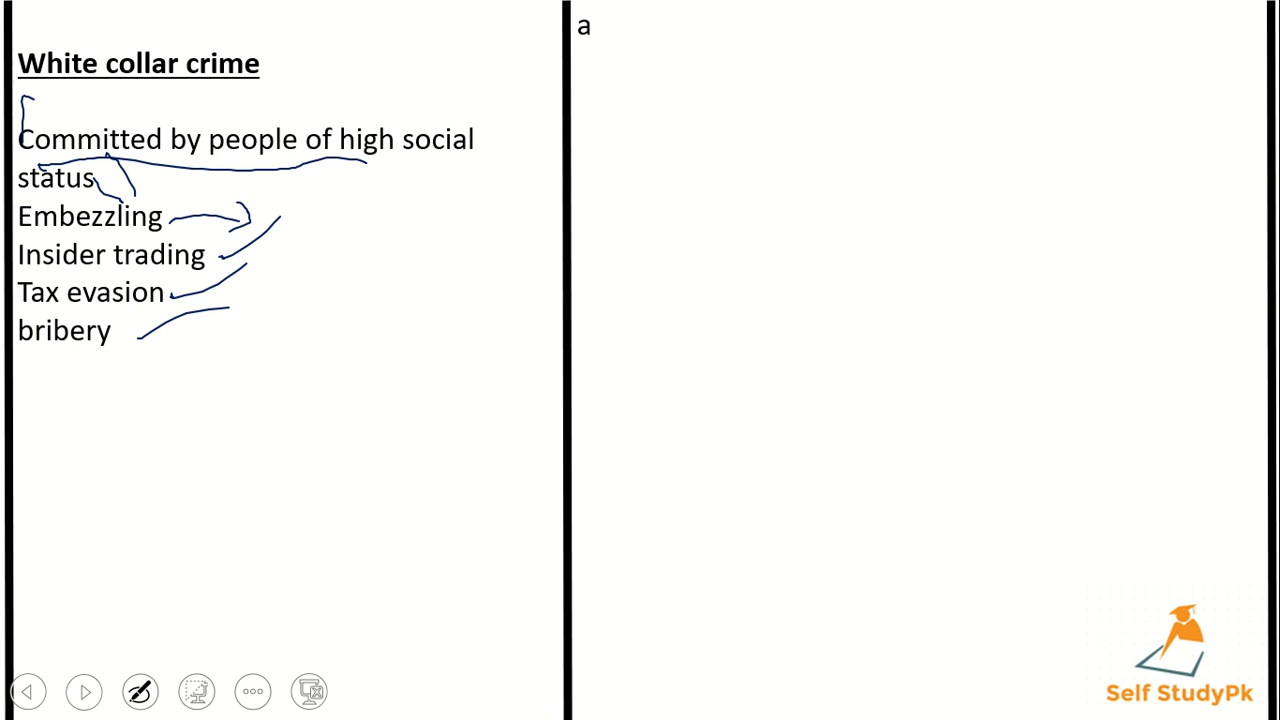 White collar crime
Committed by people of high social
status
Embezzling
Insider trading
Tax evasion
bribery
a
Self StudyPk